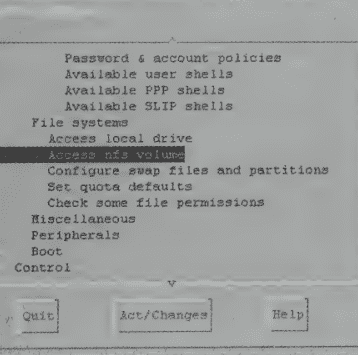 Password & account policies
Available user shells
Available PPP shells
Available SLIP shells
File systems
Access local drive
Access nfs volume
Configure swap files and partitions
Set quota defaults
Check some file permissions
Miscellaneous
Peripherals
Boot
Control
Quit Act/Changes Help